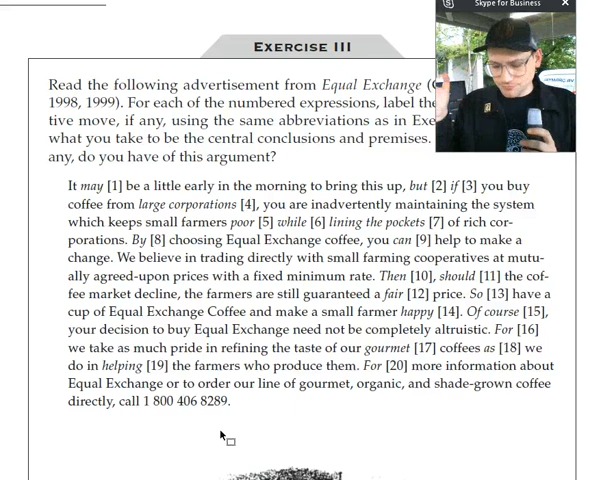 Skype for Business
EXERCISE III
Read the following advertisement from Equal Exchange (
1998, 1999). For each of the numbered expressions, label the
tive move, if any, using the same abbreviations as in
what you take to be the central conclusions and premises.
any, do you have of this argument?
It may [1] be a little early in the morning to bring this up, but [2] if [3] you buy
coffee from large corporations [4], you are inadvertently maintaining the system
which keeps small farmers poor [5] while [6] lining the pockets [7] of rich cor-
porations. By [8] choosing Equal Exchange coffee, you can [9] help to make a
change. We believe in trading directly with small farming cooperatives at mutu-
ally agreed-upon prices with a fixed minimum rate. Then [10], should [11] the cof-
fee market decline, the farmers are still guaranteed a fair [12] price. So [13] have a
cup of Equal Exchange Coffee and make a small farmer happy [14]. Of course [15],
your decision to buy Equal Exchange need not be completely altruistic. For [16]
we take as much pride in refining the taste of our gourmet [17] coffees as [18] we
do in helping [19] the farmers who produce them. For [20] more information about
Equal Exchange or to order our line of gourmet, organic, and shade-grown coffee
directly, call 1 800 406 8289.